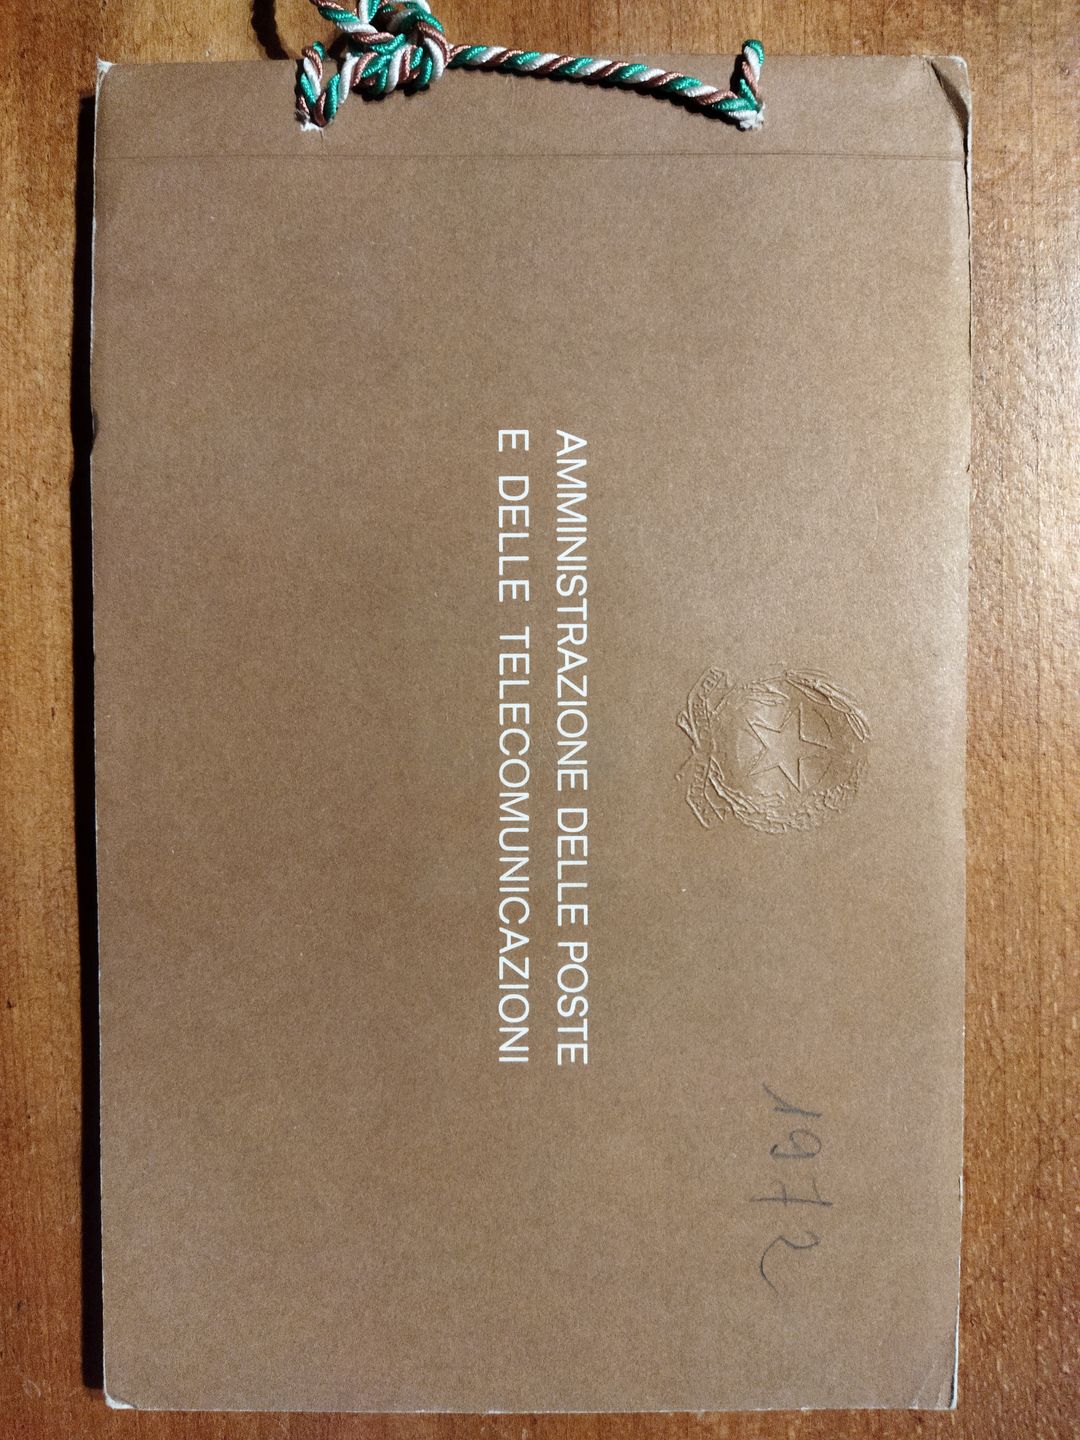 1972
AMMINISTRAZIONE DELLE POSTE
E DELLE TELECOMUNICAZIONI